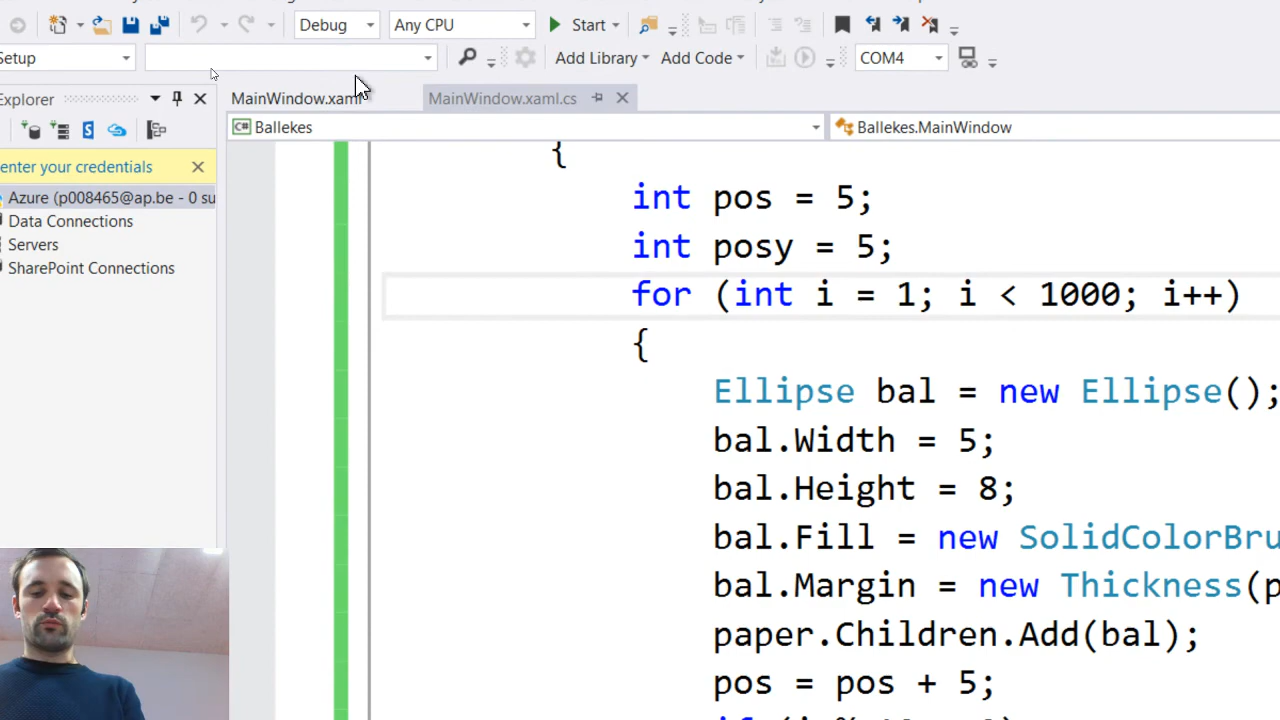 Debug Any CPU Start
Setup Add Library Add Code COM4
Explorer MainWindow.xaml MainWindow.xaml.cs
C# Ballekes Ballekes.MainWindow
enter your credentials
Azure (p008465@ap.be - 0 su
Data Connections
Servers
SharePoint Connections
{
int pos = 5;
int posy = 5;
for (int i = 1; i < 1000; i++)
{
Ellipse bal = new Ellipse();
bal.Width = 5;
bal.Height = 8;
bal.Fill = new SolidColorBru
bal.Margin = new Thickness(p
paper.Children.Add(bal);
pos = pos + 5;